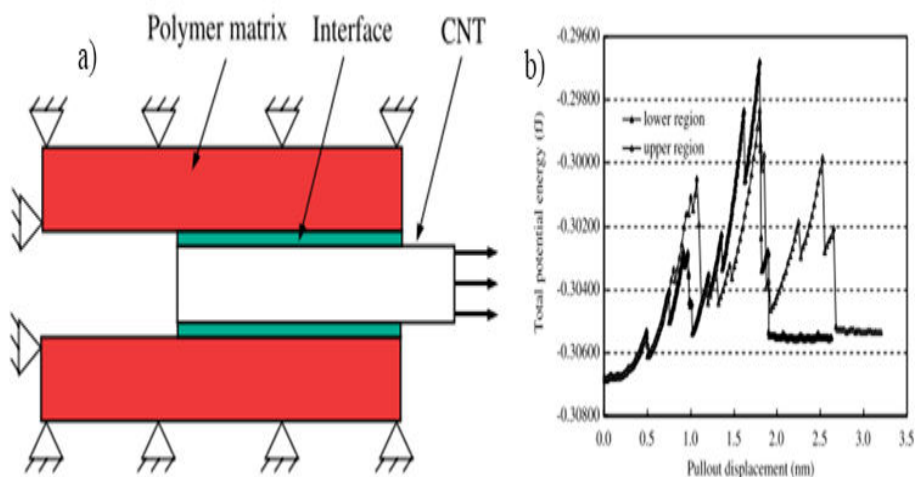 a)
Polymer matrix
Interface
CNT
b)
Total potential energy (fJ)
-0.29600
-0.29800
-0.30000
-0.30200
-0.30400
-0.30600
-0.30800
lower region
upper region
0.0 0.5 1.0 1.5 2.0 2.5 3.0 3.5
Pullout displacement (nm)